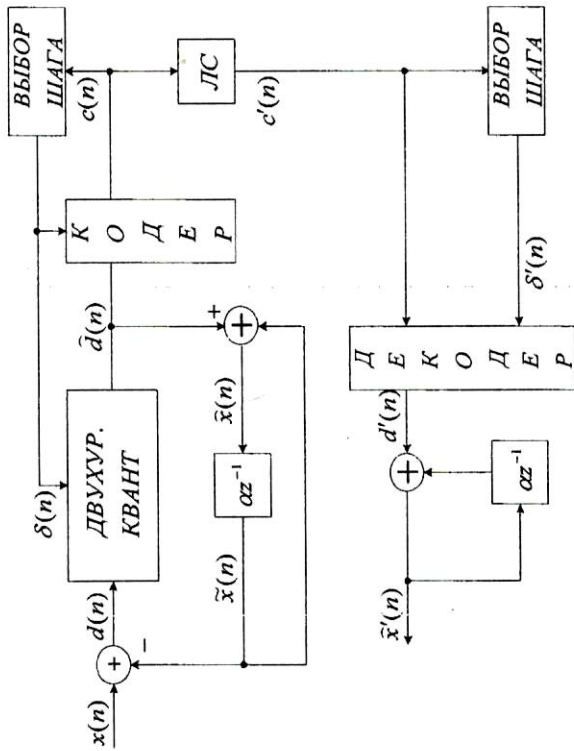 x(n)
+
−
d(n)
δ(n)
ДВУХУР.
КВАНТ
d̂(n)
К
О
Д
Е
Р
c(n)
ВЫБОР
ШАГА
+
+
x̂(n)
αz⁻¹
x̃(n)
ЛС
c'(n)
ВЫБОР
ШАГА
δ'(n)
Д
Е
К
О
Д
Е
Р
d'(n)
+
αz⁻¹
x̂'(n)